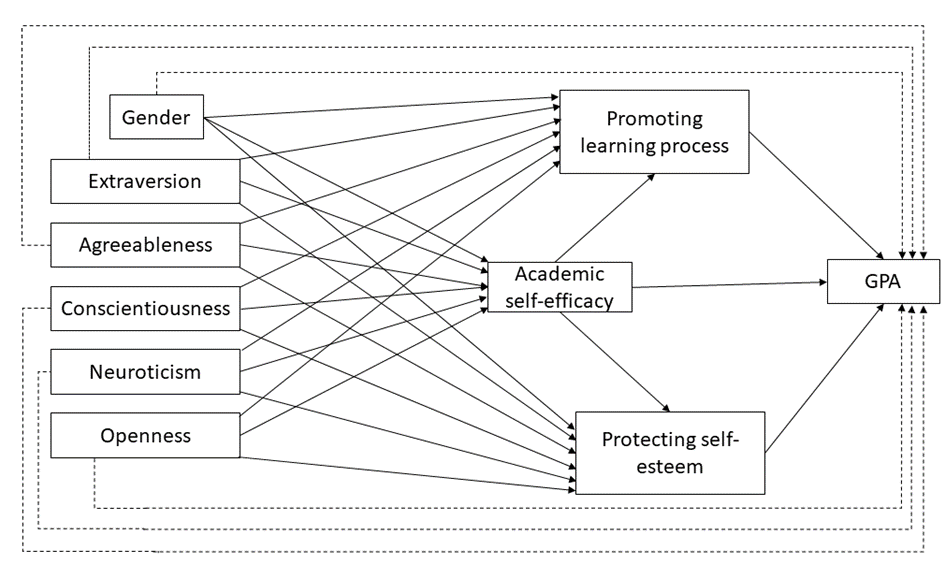 Gender
Extraversion
Agreeableness
Conscientiousness
Neuroticism
Openness
Promoting
learning process
Academic
self-efficacy
Protecting self-
esteem
GPA